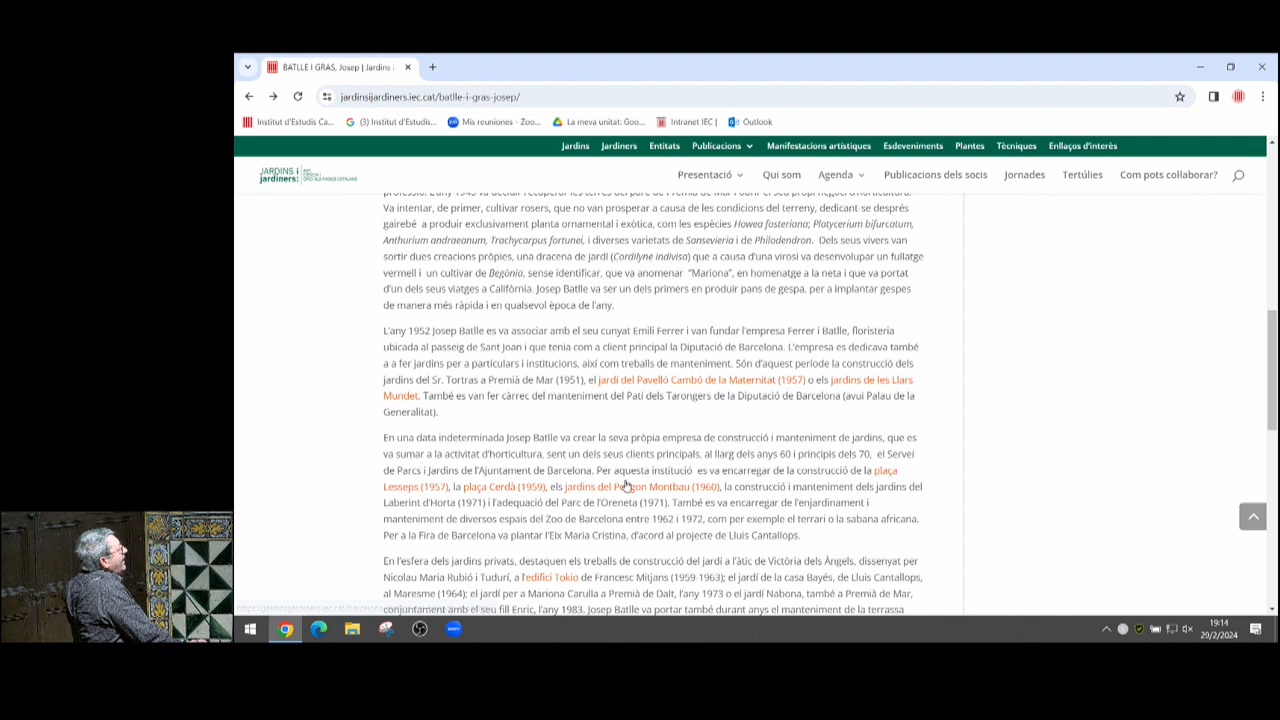 BATLLE I GRAS, Josep | Jardins i
jardinsijardiners.iec.cat/batlle-i-gras-josep/
Institut d'Estudis Ca...
(3) Institut d'Estudis...
Mis reuniones - Zoo...
La meva unitat: Goo...
Intranet IEC |
Outlook
Jardins Jardiners Entitats Publicacions Manifestacions artístiques Esdeveniments Plantes Tècniques Enllaços d'interès
JARDINS i
jardiners:
Presentació Qui som Agenda Publicacions dels socis Jornades Tertúlies Com pots col·laborar?
Va intentar, de primer, cultivar rosers, que no van prosperar a causa de les condicions del terreny, dedicant-se després
gairebé a produir exclusivament planta ornamental i exòtica, com les espècies Howea fosteriana; Platycerium bifurcatum,
Anthurium andraeanum, Trachycarpus fortunei, i diverses varietats de Sansevieria i de Philodendron. Dels seus vivers van
sortir dues creacions pròpies, una dracena de jardí (Cordilyne indivisa) que a causa d'una virosi va desenvolupar un fullatge
vermell i un cultivar de Begònia, sense identificar, que va anomenar "Mariona", en homenatge a la neta i que va portat
d'un dels seus viatges a Califòrnia. Josep Batlle va ser un dels primers en produir pans de gespa, per a implantar gespes
de manera més ràpida i en qualsevol època de l'any.
L'any 1952 Josep Batlle es va associar amb el seu cunyat Emili Ferrer i van fundar l'empresa Ferrer i Batlle, floristeria
ubicada al passeig de Sant Joan i que tenia com a client principal la Diputació de Barcelona. L'empresa es dedicava també
a a fer jardins per a particulars i institucions, així com treballs de manteniment. Són d'aquest període la construcció dels
jardins del Sr. Tortras a Premià de Mar (1951), el jardí del Pavelló Cambó de la Maternitat (1957) o els jardins de les Llars
Mundet. També es van fer càrrec del manteniment del Patí dels Tarongers de la Diputació de Barcelona (avui Palau de la
Generalitat).
En una data indeterminada Josep Batlle va crear la seva pròpia empresa de construcció i manteniment de jardins, que es
va sumar a la activitat d'horticultura, sent un dels seus clients principals, al llarg dels anys 60 i principis dels 70, el Servei
de Parcs i Jardins de l'Ajuntament de Barcelona. Per aquesta institució es va encarregar de la construcció de la plaça
Lesseps (1957), la plaça Cerdà (1959), els jardins del Montbau (1960), la construcció i manteniment dels jardins del
Laberint d'Horta (1971) i l'adequació del Parc de l'Oreneta (1971). També es va encarregar de l'enjardinament i
manteniment de diversos espais del Zoo de Barcelona entre 1962 i 1972, com per exemple el terrari o la sabana africana.
Per a la Fira de Barcelona va plantar l'Eix Maria Cristina, d'acord al projecte de Lluis Cantallops.
En l'esfera dels jardins privats, destaquen els treballs de construcció del jardí a l'àtic de Victòria dels Àngels, dissenyat per
Nicolau Maria Rubió i Tudurí, a l'edifici Tokio de Francesc Mitjans (1959-1963); el jardí de la casa Bayés, de Lluis Cantallops,
al Maresme (1964); el jardí per a Mariona Carulla a Premià de Dalt, l'any 1973 o el jardí Nabona, també a Premià de Mar,
conjuntament amb el seu fill Enric, l'any 1983. Josep Batlle va portar també durant anys el manteniment de la terrassa
19:14
29/2/2024